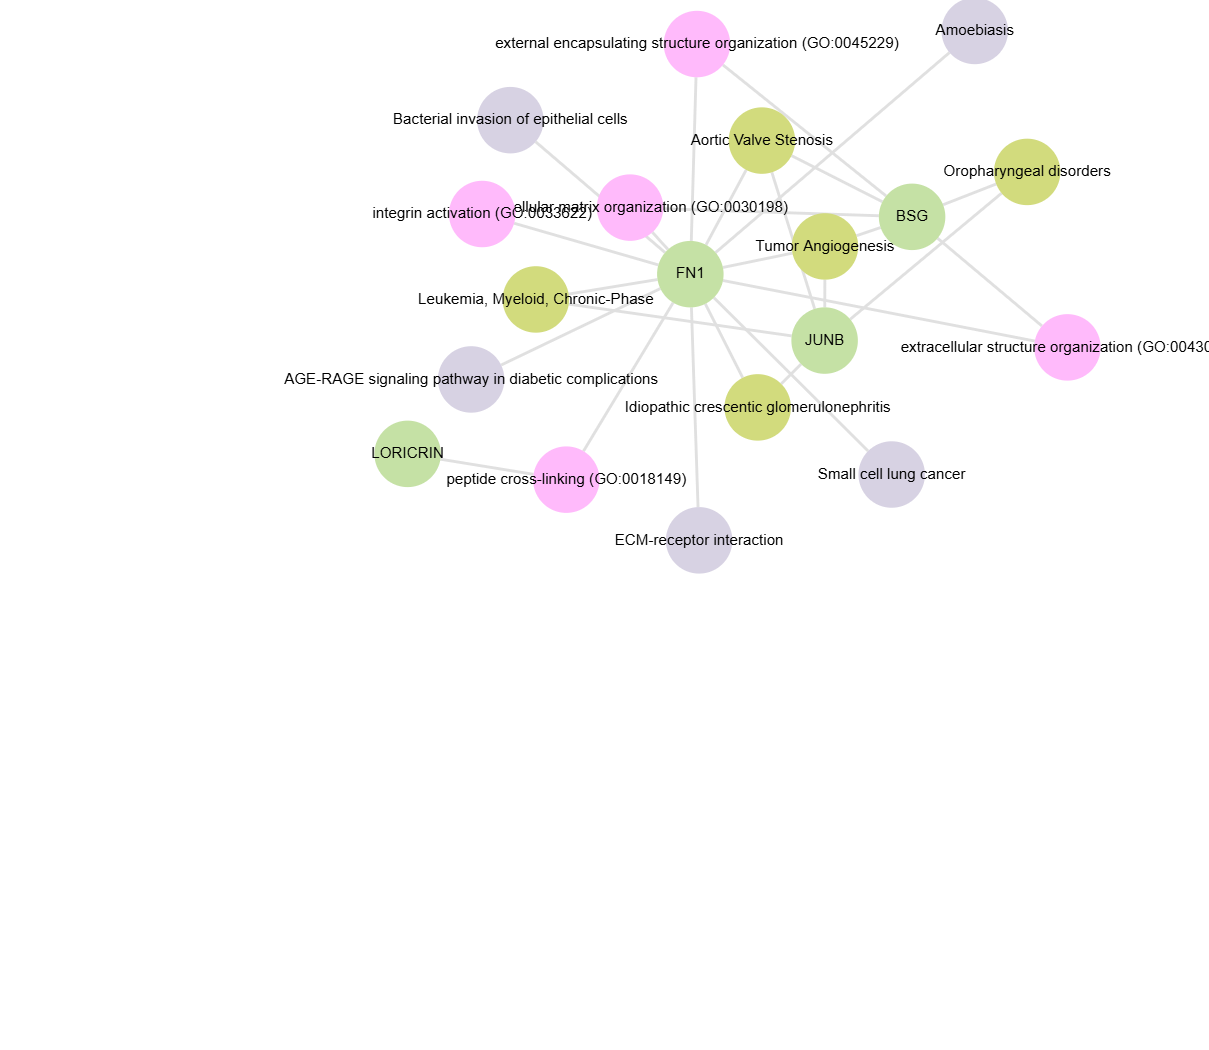 Amoebiasis
external encapsulating structure organization (GO:0045229)
Bacterial invasion of epithelial cells
Aortic Valve Stenosis
Oropharyngeal disorders
ellular matrix organization (GO:0030198)
integrin activation (GO:0033622)
BSG
Tumor Angiogenesis
FN1
Leukemia, Myeloid, Chronic-Phase
JUNB
extracellular structure organization (GO:00430
AGE-RAGE signaling pathway in diabetic complications
Idiopathic crescentic glomerulonephritis
LORICRIN
Small cell lung cancer
peptide cross-linking (GO:0018149)
ECM-receptor interaction